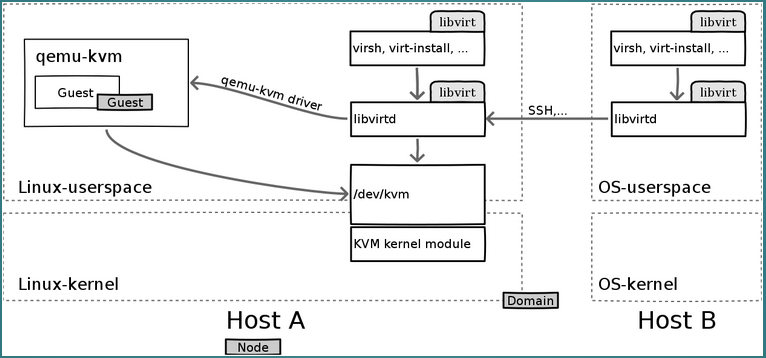 libvirt
virsh, virt-install, ...
qemu-kvm
Guest
Guest
qemu-kvm driver
libvirt
libvirtd
/dev/kvm
Linux-userspace
KVM kernel module
Linux-kernel
Domain
Host A
Node
SSH,...
libvirt
virsh, virt-install, ...
libvirt
libvirtd
OS-userspace
OS-kernel
Host B